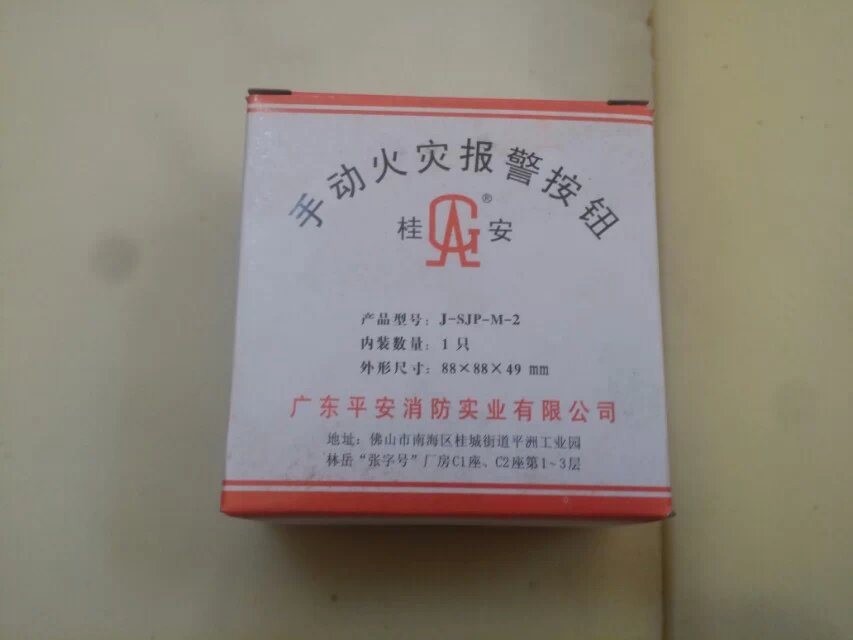 手动火灾报警按钮
桂 GA® 安
产品型号: J-SJP-M-2
内装数量: 1 只
外形尺寸: 88×88×49 mm
广东平安消防实业有限公司
地址: 佛山市南海区桂城街道平洲工业园
林岳“张字号”厂房C1座、C2座第1~3层